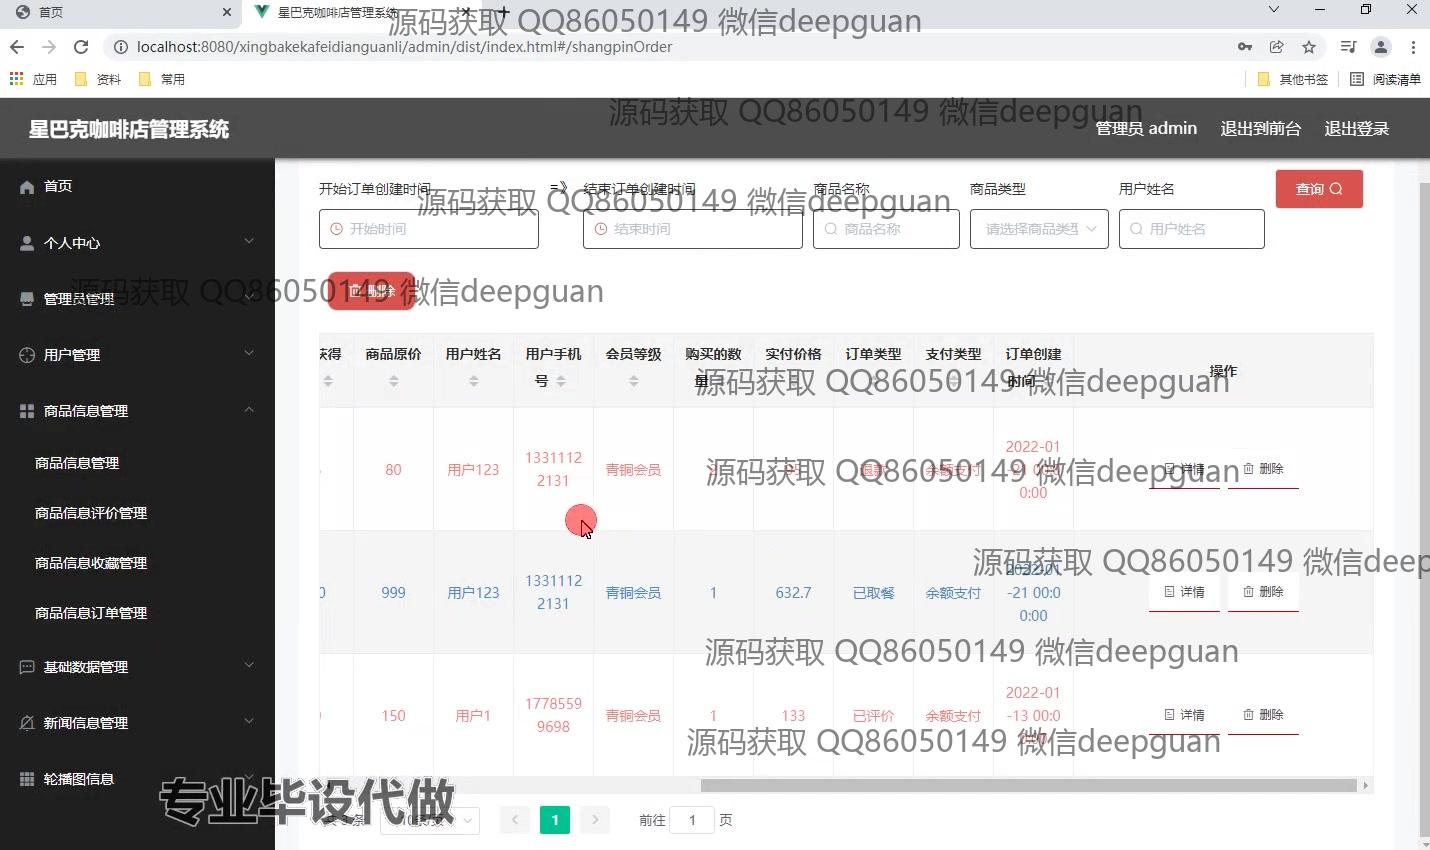 首页
星巴克咖啡店管理系统
源码获取 QQ86050149 微信deepguan
localhost:8080/xingbakekafeidianguanli/admin/dist/index.html#/shangpinOrder
应用 资料 常用 其他书签 阅读清单
源码获取 QQ86050149 微信deepguan
星巴克咖啡店管理系统 管理员 admin 退出到前台 退出登录
首页
个人中心
管理员管理
用户管理
商品信息管理
商品信息管理
商品信息评价管理
商品信息收藏管理
商品信息订单管理
基础数据管理
新闻信息管理
轮播图信息
开始订单创建时间 =》 结束订单创建时间 商品名称 商品类型 用户姓名 查询
源码获取 QQ86050149 微信deepguan
开始时间 结束时间 商品名称 请选择商品类型 用户姓名
删除
源码获取 QQ86050149 微信deepguan
获得 商品原价 用户姓名 用户手机号 会员等级 购买的数量 实付价格 订单类型 支付类型 订单创建时间 操作
源码获取 QQ86050149 微信deepguan
80 用户123 13311122131 青铜会员 退款 余额支付 2022-01-21 00:00:00 详情 删除
源码获取 QQ86050149 微信deepguan
源码获取 QQ86050149 微信deep
0 999 用户123 13311122131 青铜会员 1 632.7 已取餐 余额支付 2022-01-21 00:00:00 详情 删除
源码获取 QQ86050149 微信deepguan
150 用户1 17785599698 青铜会员 1 133 已评价 余额支付 2022-01-13 00:00:00 详情 删除
源码获取 QQ86050149 微信deepguan
专业毕设代做
共 3 条 10条/页 1 前往 1 页